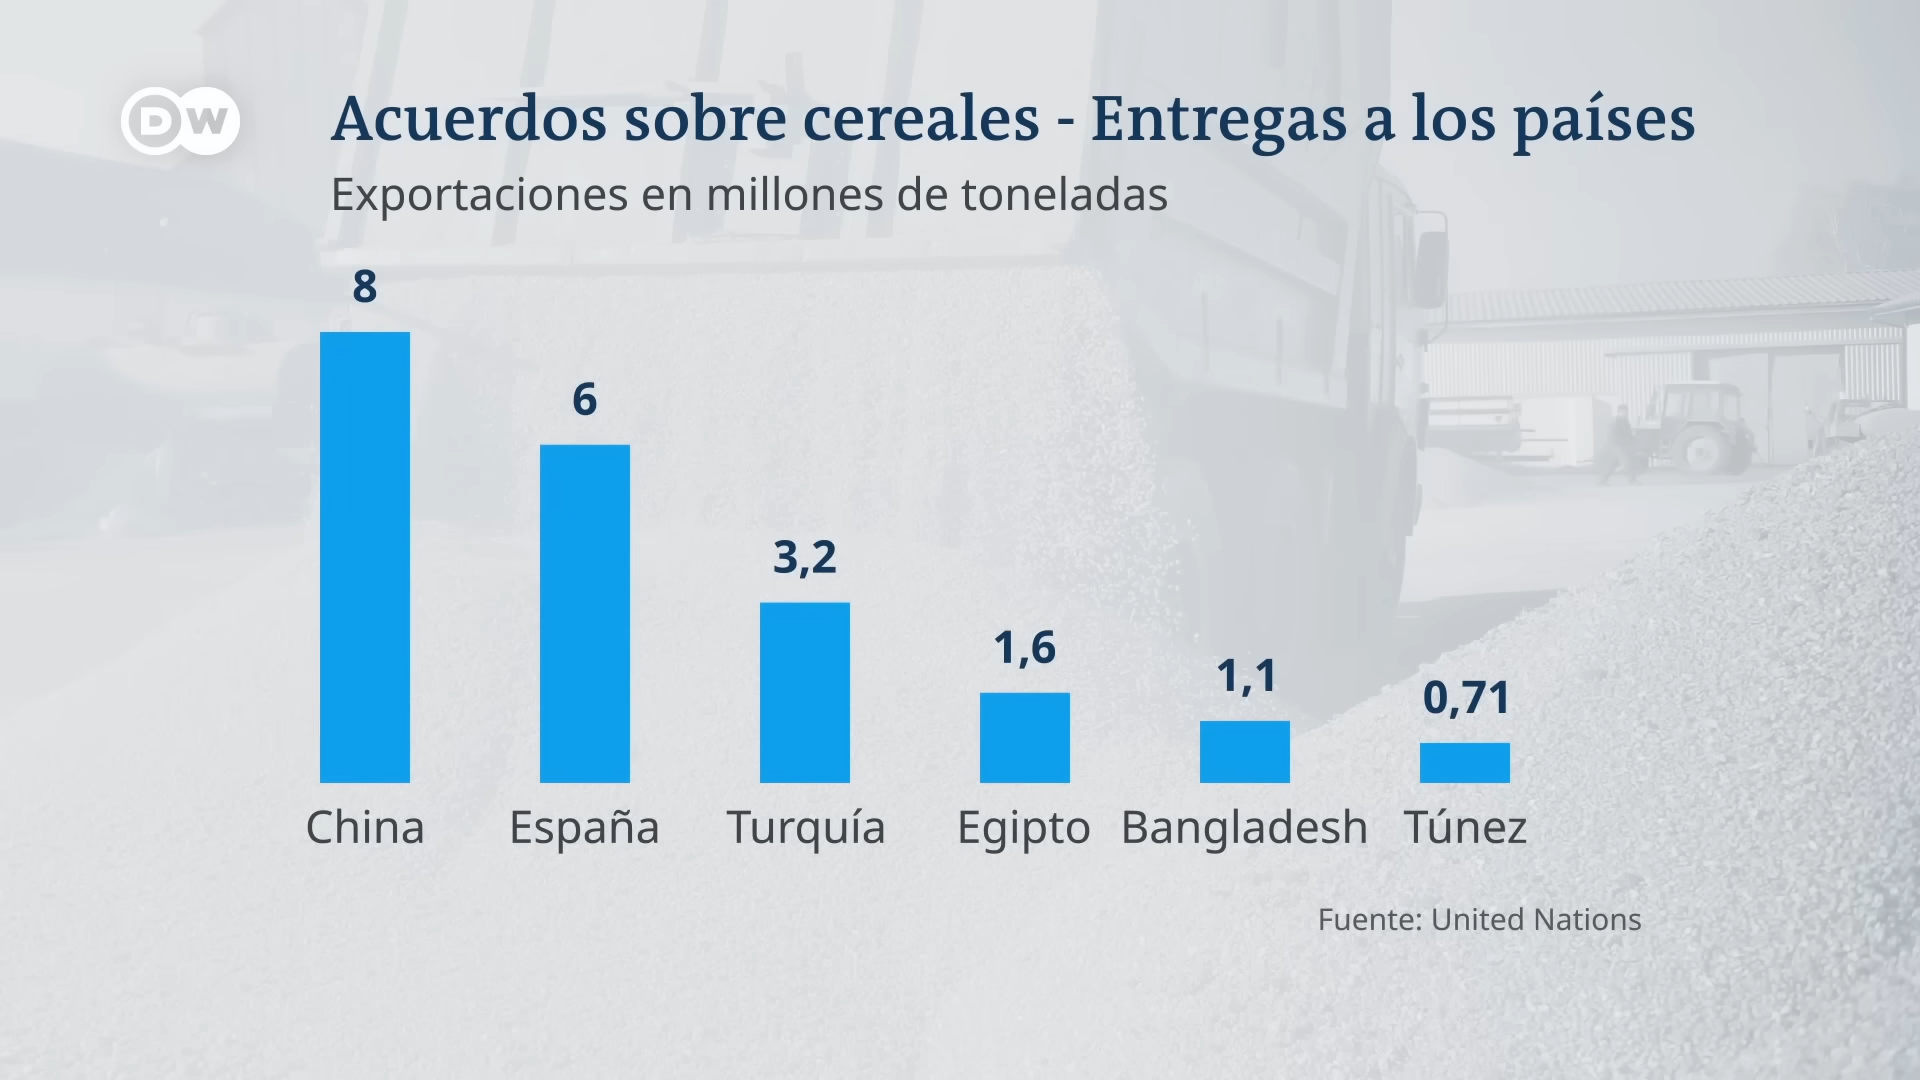 DW
Acuerdos sobre cereales - Entregas a los países
Exportaciones en millones de toneladas
8
6
3,2
1,6
1,1
0,71
China
España
Turquía
Egipto
Bangladesh
Túnez
Fuente: United Nations